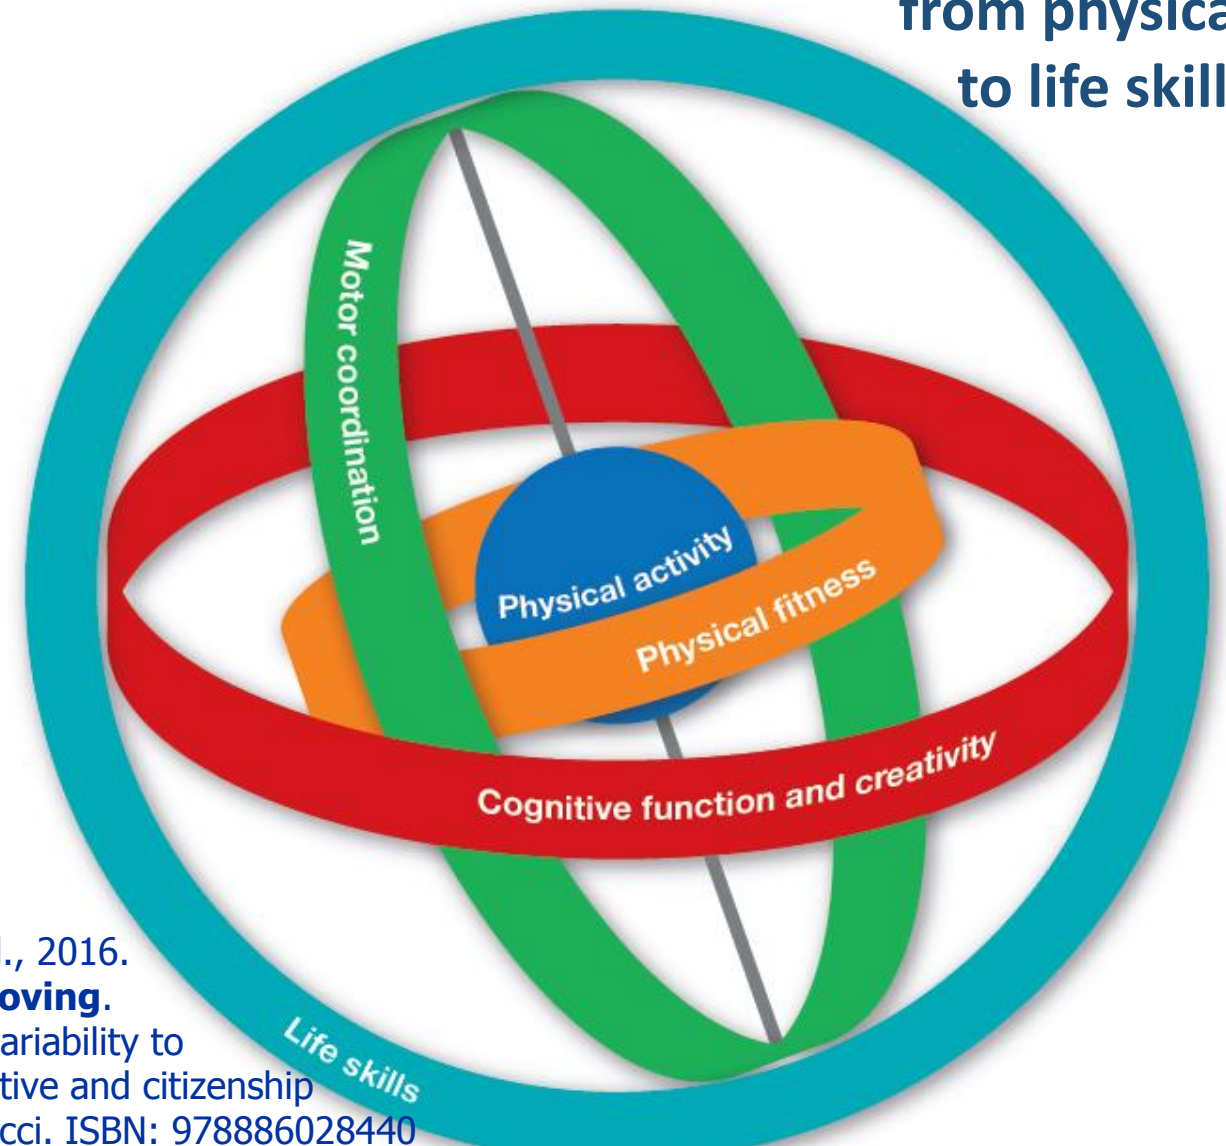 from physica
to life skill
Motor coordination
Physical activity
Physical fitness
Cognitive function and creativity
l., 2016.
oving.
ariability to
tive and citizenship
cci. ISBN: 978886028440
Life skills